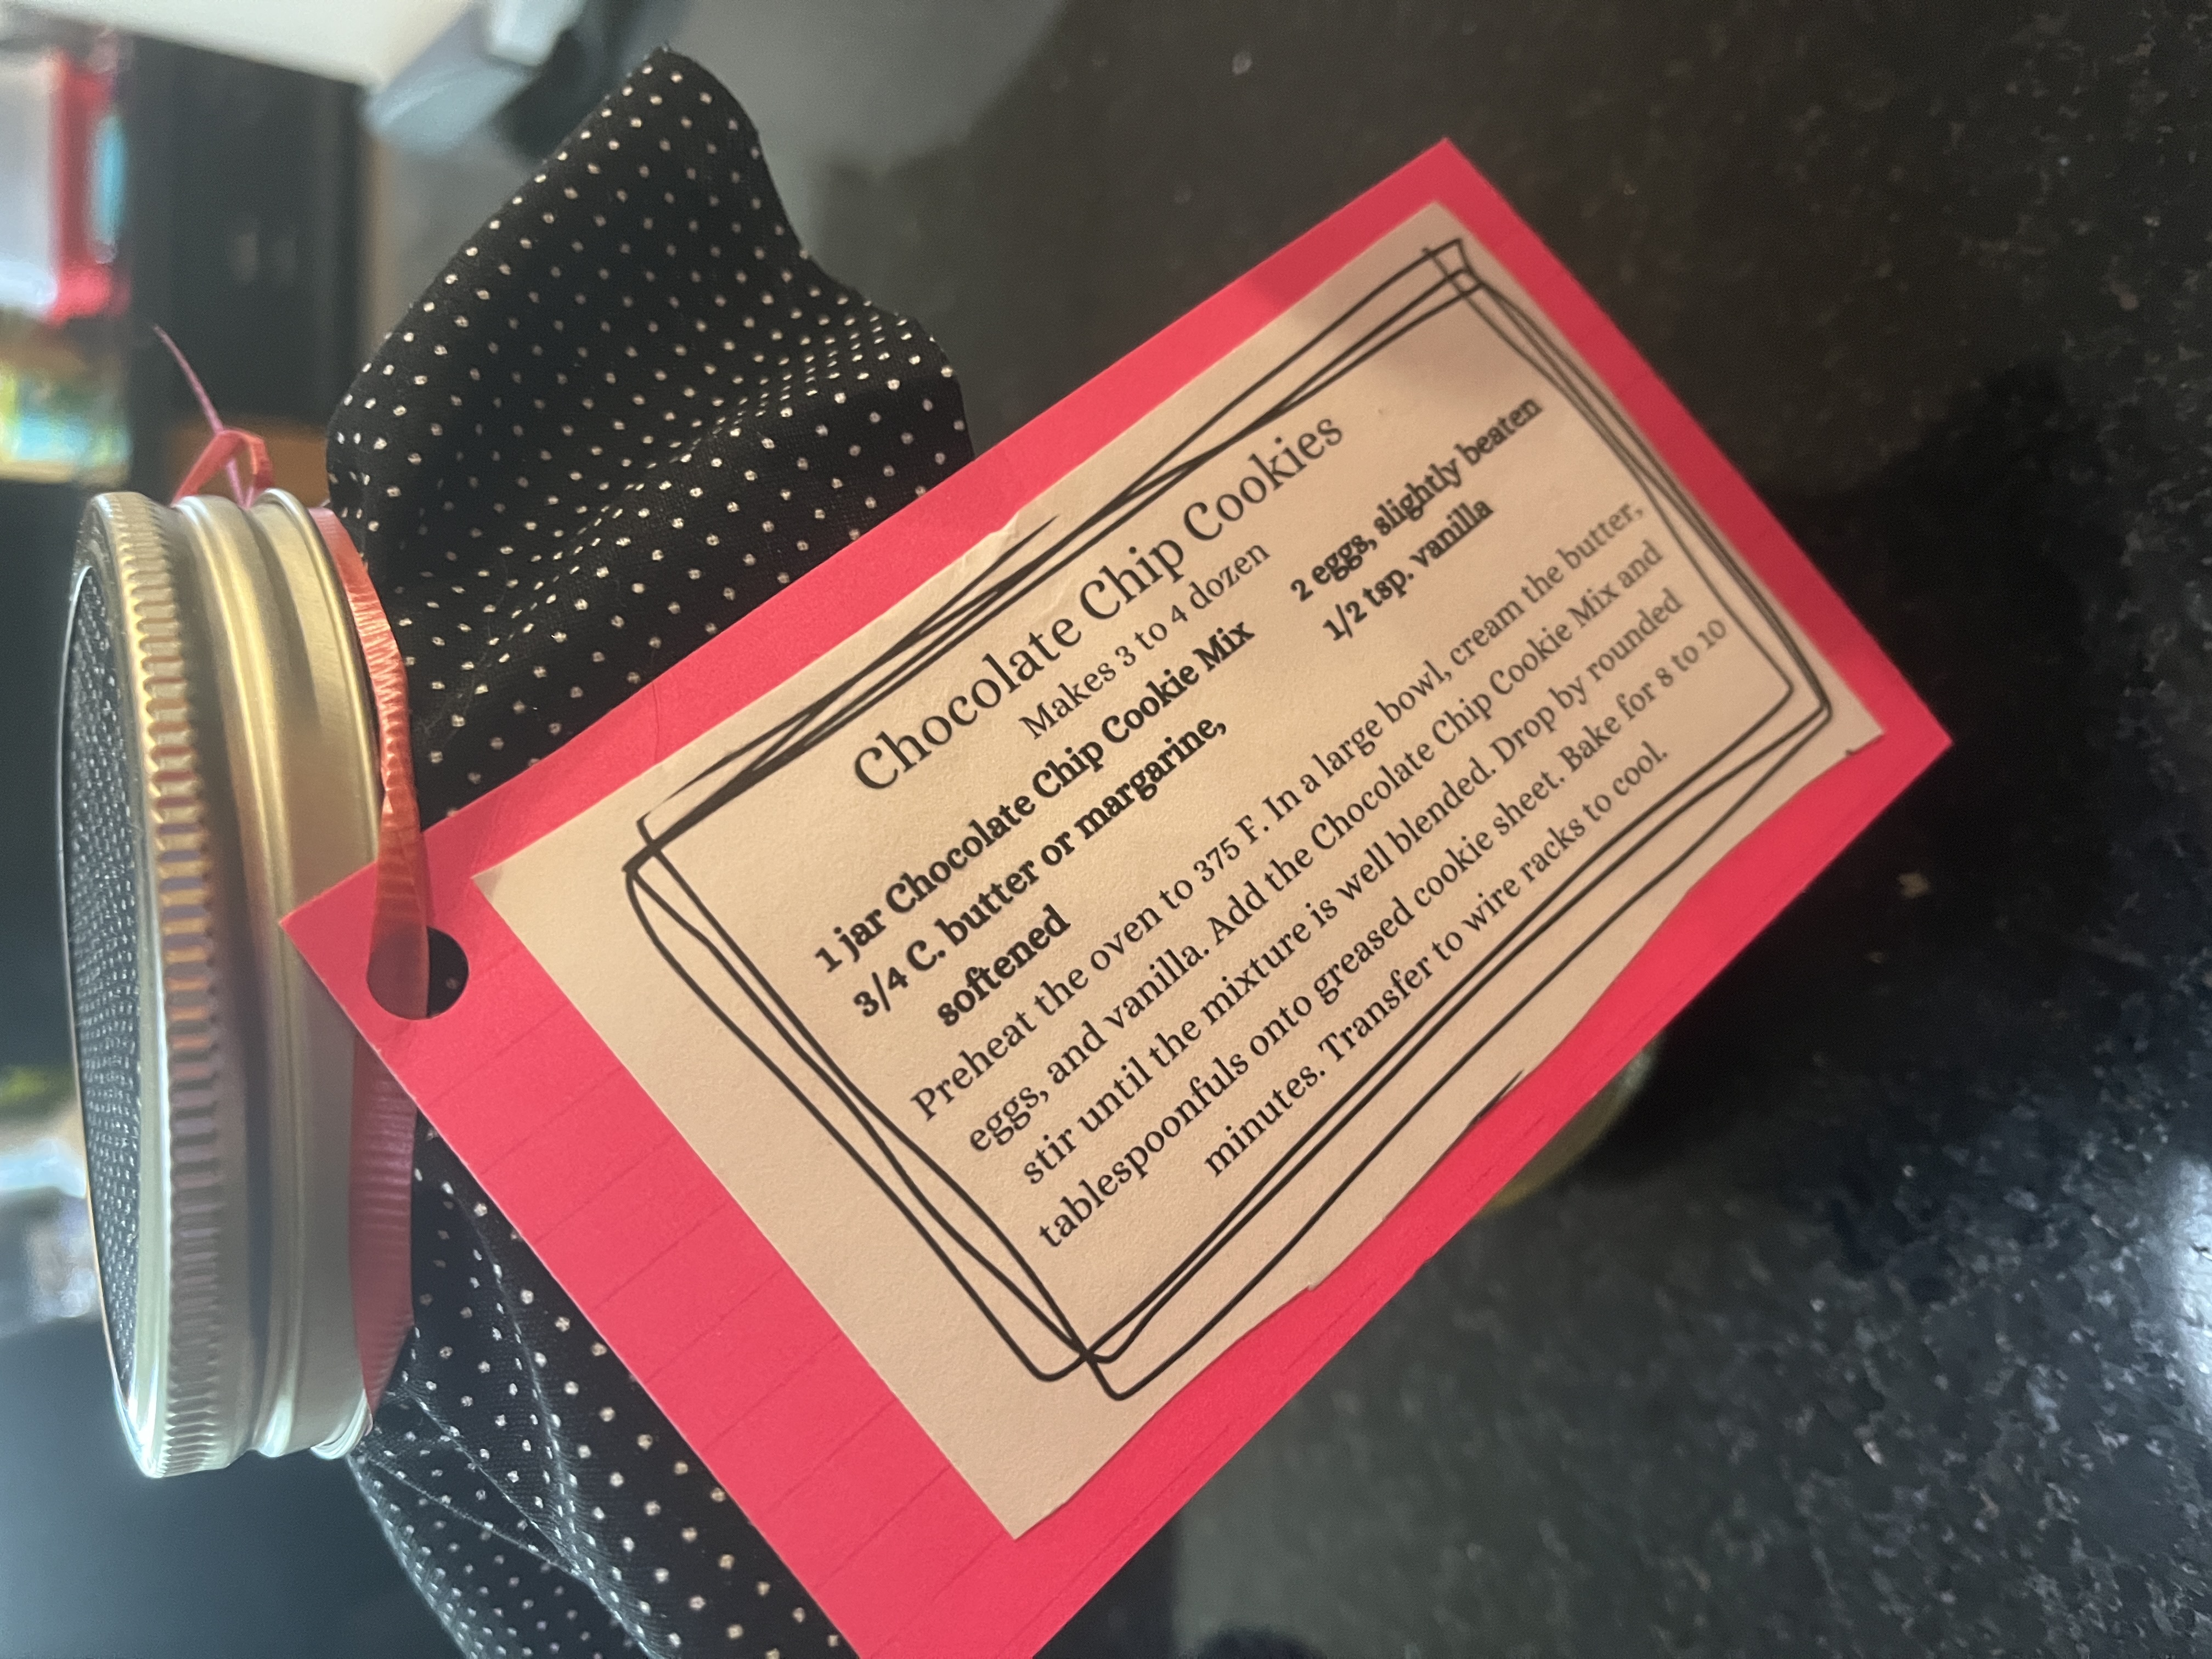 Chocolate Chip Cookies
Makes 3 to 4 dozen
1 jar Chocolate Chip Cookie Mix
3/4 C. butter or margarine,
softened
2 eggs, slightly beaten
1/2 tsp. vanilla
Preheat the oven to 375 F. In a large bowl, cream the butter,
eggs, and vanilla. Add the Chocolate Chip Cookie Mix and
stir until the mixture is well blended. Drop by rounded
tablespoonfuls onto greased cookie sheet. Bake for 8 to 10
minutes. Transfer to wire racks to cool.